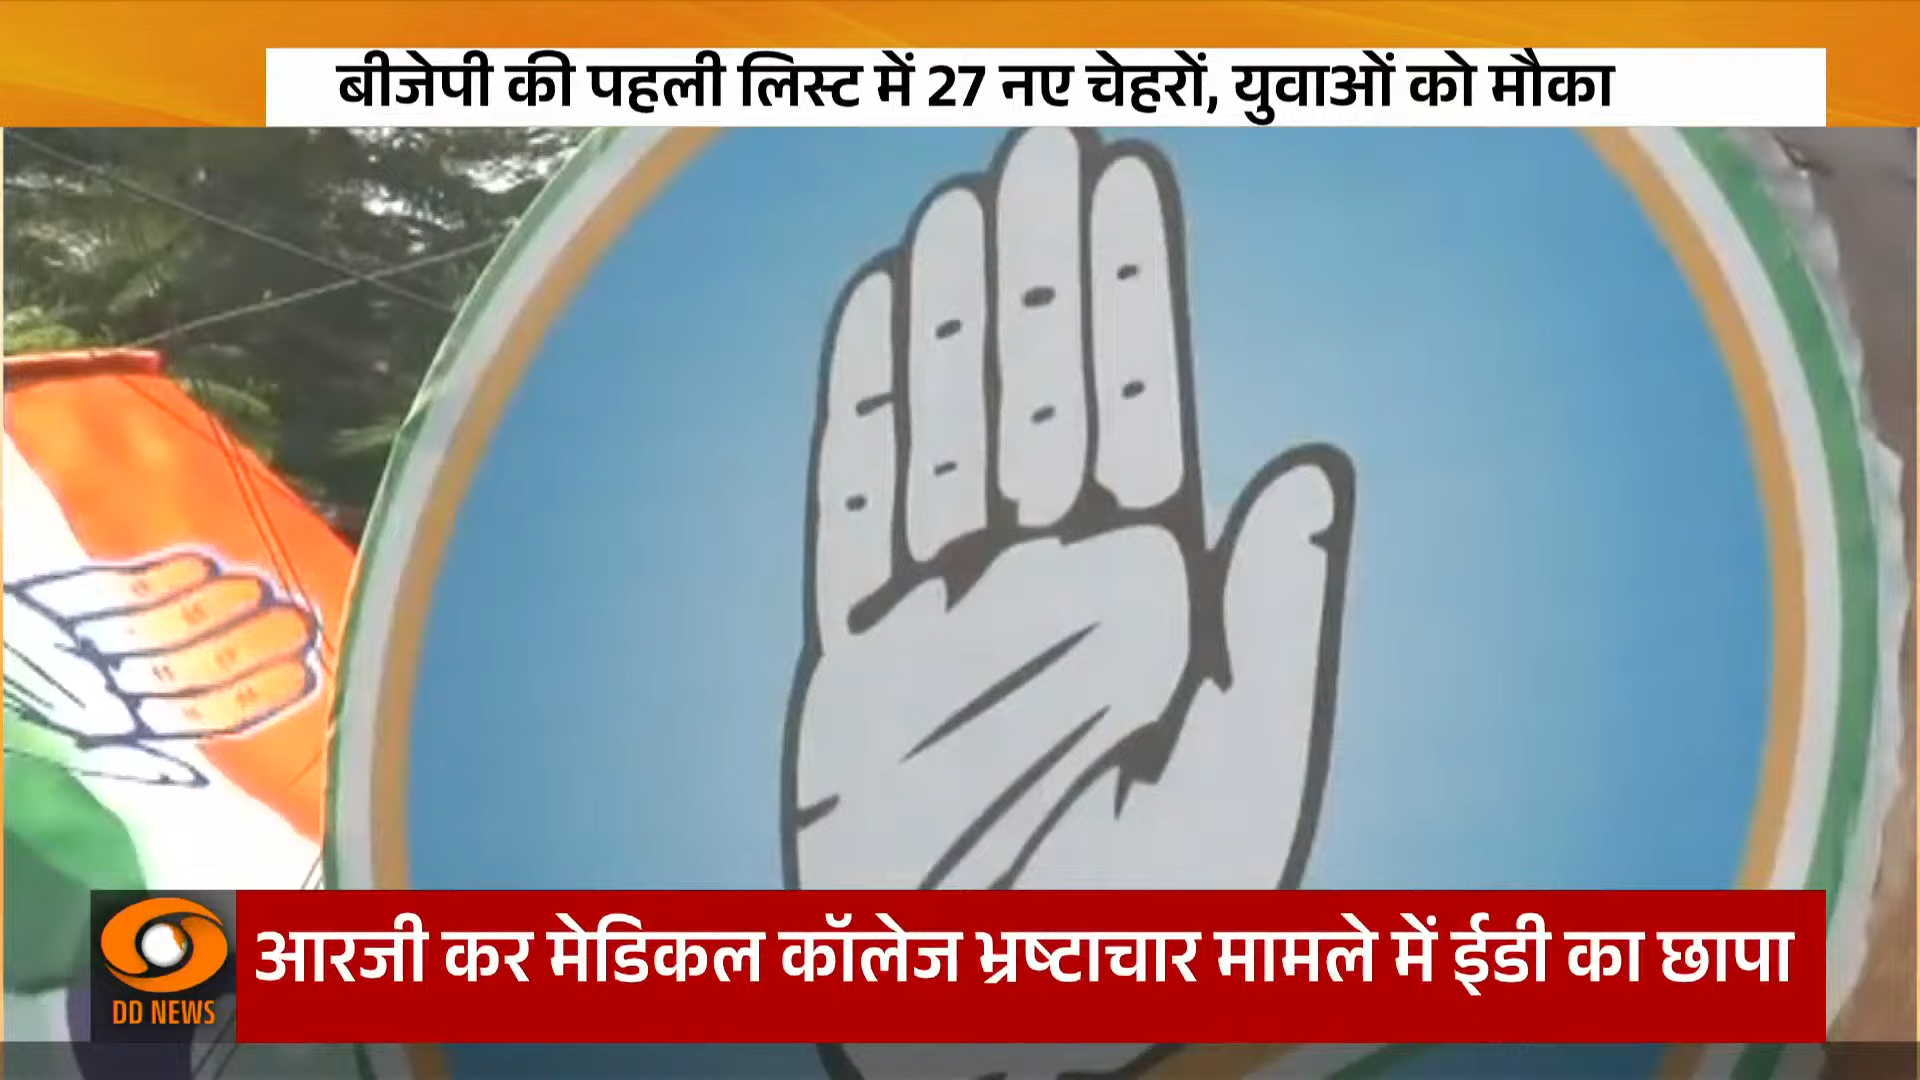 बीजेपी की पहली लिस्ट में 27 नए चेहरों, युवाओं को मौका
आरजी कर मेडिकल कॉलेज भ्रष्टाचार मामले में ईडी का छापा
DD NEWS